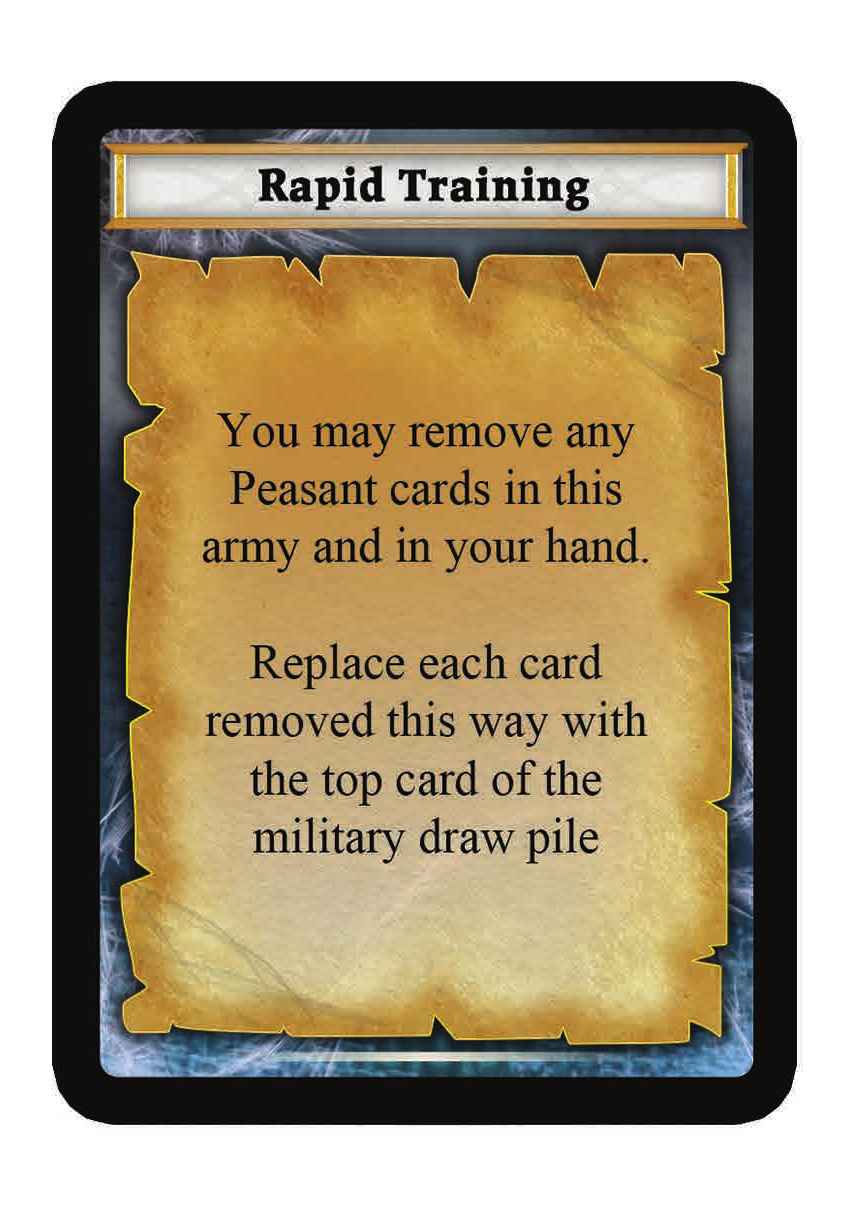 Rapid Training
You may remove any
Peasant cards in this
army and in your hand.
Replace each card
removed this way with
the top card of the
military draw pile